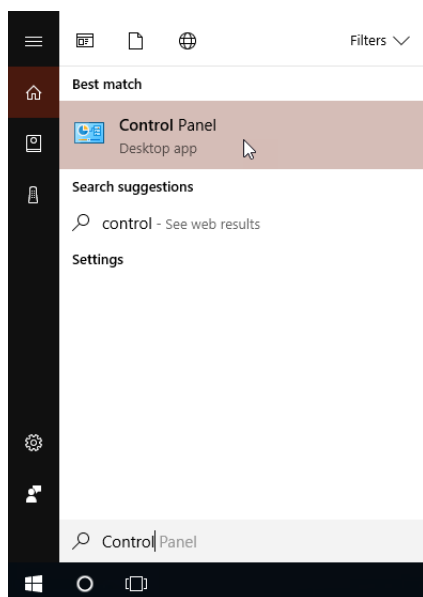 Filters
Best match
Control Panel
Desktop app
Search suggestions
control - See web results
Settings
Control Panel